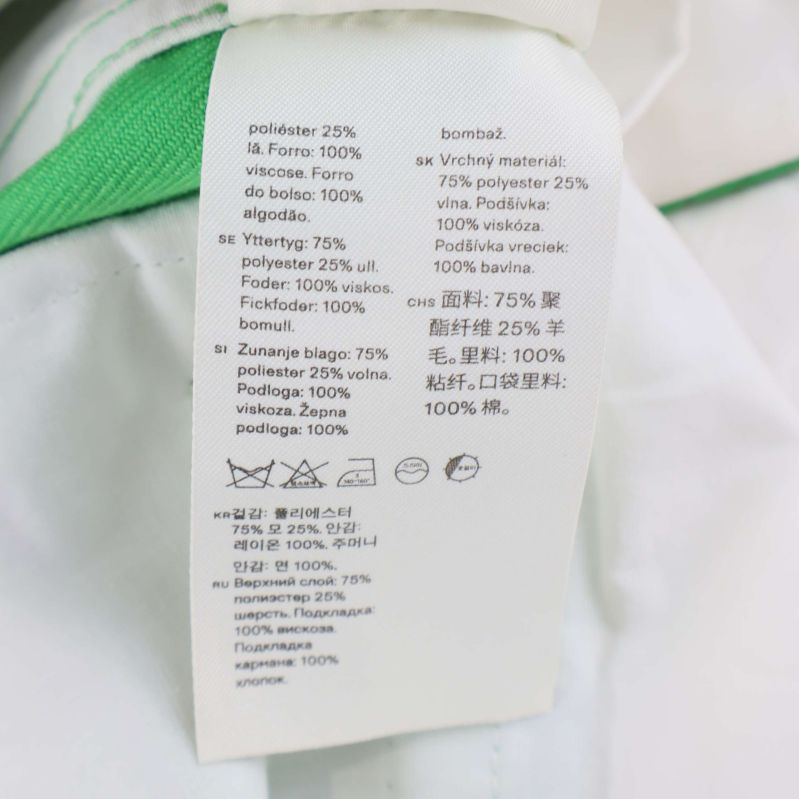 poliéster 25%
lã. Forro: 100%
viscose. Forro
do bolso: 100%
algodão.
SE Yttertyg: 75%
polyester 25% ull.
Foder: 100% viskos.
Fickfoder: 100%
bomull.
SI Zunanje blago: 75%
poliester 25% volna.
Podloga: 100%
viskoza. Žepna
podloga: 100%
bombaž.
SK Vrchný materiál:
75% polyester 25%
vlna. Podšívka:
100% viskóza.
Podšívka vreciek:
100% bavlna.
CHS 面料: 75% 聚
酯纤维 25% 羊
毛。里料: 100%
粘纤。口袋里料:
100% 棉。
KR 겉감: 폴리에스터
75% 모 25%. 안감:
레이온 100%. 주머니
안감: 면 100%.
RU Верхний слой: 75%
полиэстер 25%
шерсть. Подкладка:
100% вискоза.
Подкладка
кармана: 100%
хлопок.